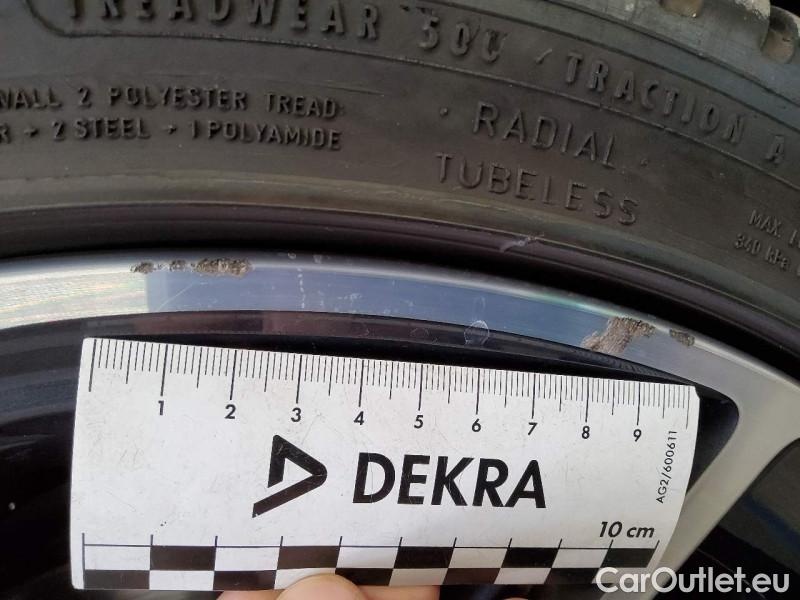 TREADWEAR 500 TRACTION A
WALL 2 POLYESTER TREAD:
R + 2 STEEL + 1 POLYAMIDE
· RADIAL ·
TUBELESS
MAX
340 kPa
1 2 3 4 5 6 7 8 9
DEKRA
AG2/600611
10 cm
CarOutlet.eu